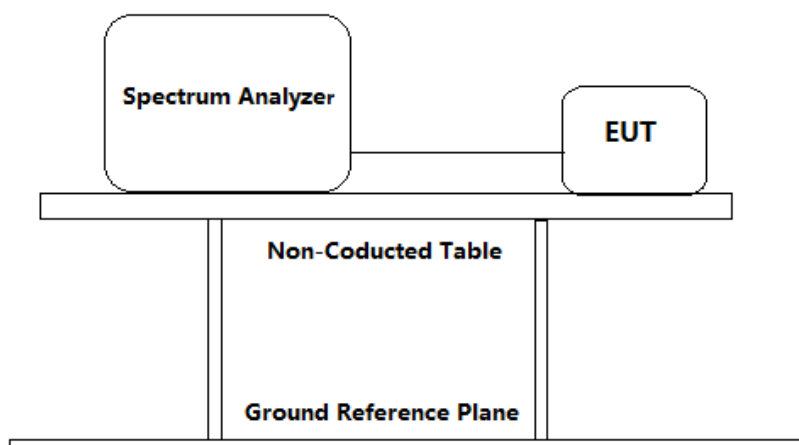 Spectrum Analyzer
EUT
Non-Coducted Table
Ground Reference Plane